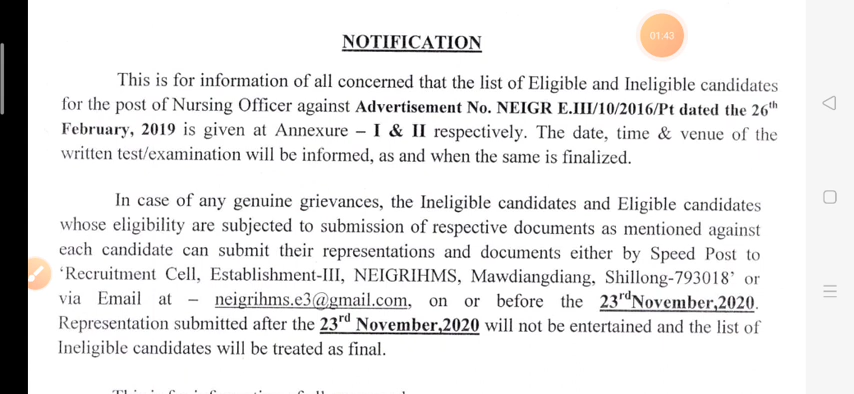 01:43
NOTIFICATION
This is for information of all concerned that the list of Eligible and Ineligible candidates
for the post of Nursing Officer against Advertisement No. NEIGR E.III/10/2016/Pt dated the 26th
February, 2019 is given at Annexure – I & II respectively. The date, time & venue of the
written test/examination will be informed, as and when the same is finalized.
In case of any genuine grievances, the Ineligible candidates and Eligible candidates
whose eligibility are subjected to submission of respective documents as mentioned against
each candidate can submit their representations and documents either by Speed Post to
‘Recruitment Cell, Establishment-III, NEIGRIHMS, Mawdiangdiang, Shillong-793018’ or
via Email at – neigrihms.e3@gmail.com, on or before the 23rdNovember,2020.
Representation submitted after the 23rd November,2020 will not be entertained and the list of
Ineligible candidates will be treated as final.